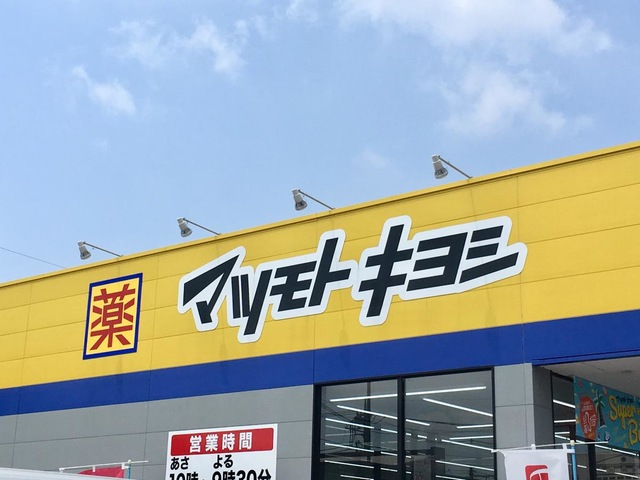 薬
マツモトキヨシ
営業時間
あさ よる
10時~9時30分